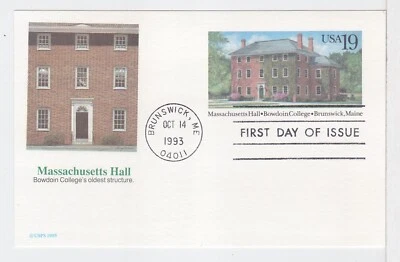 USA 19
Massachusetts Hall • Bowdoin College • Brunswick, Maine
BRUNSWICK, ME
OCT 14
1993
04011
FIRST DAY OF ISSUE
Massachusetts Hall
Bowdoin College's oldest structure.